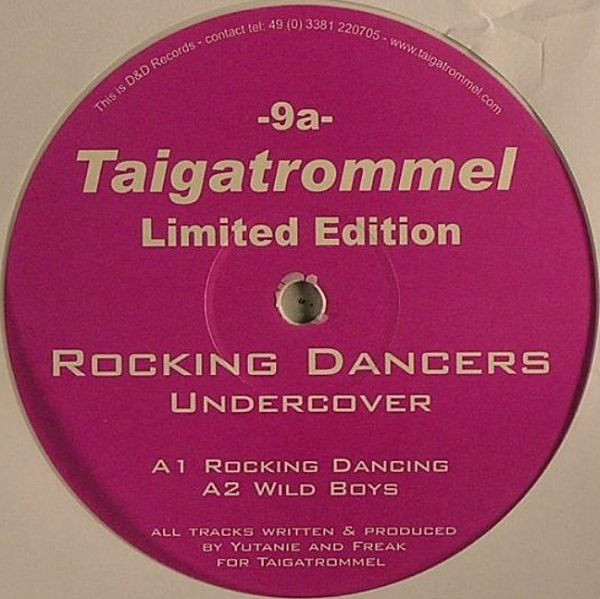 This is D&D Records - contact tel: 49 (0) 3381 220705 - www.taigatrommel.com
-9a-
Taigatrommel
Limited Edition
ROCKING DANCERS
UNDERCOVER
A1 ROCKING DANCING
A2 WILD BOYS
ALL TRACKS WRITTEN & PRODUCED
BY YUTANIE AND FREAK
FOR TAIGATROMMEL